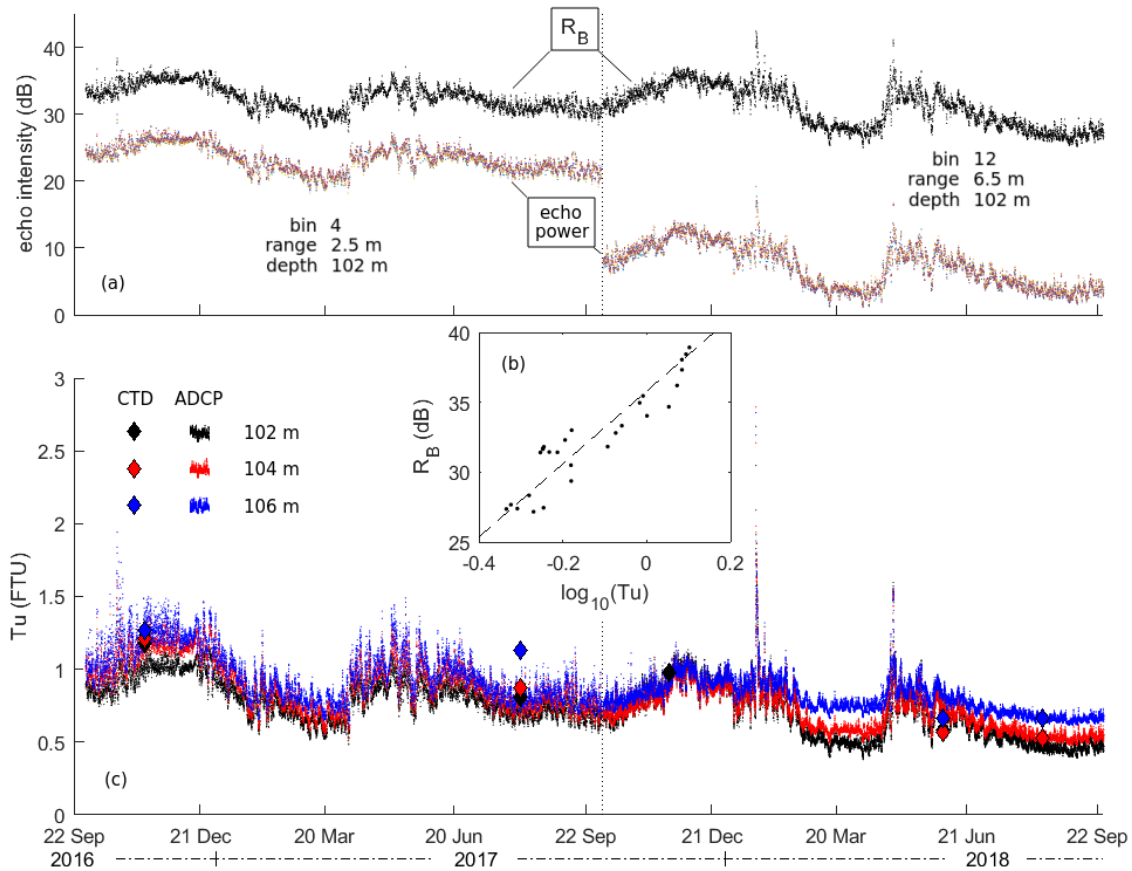 40
30
20
10
0
echo intensity (dB)
R_B
echo
power
bin 4
range 2.5 m
depth 102 m
bin 12
range 6.5 m
depth 102 m
(a)
40
35
30
25
R_B (dB)
(b)
-0.4 -0.2 0 0.2
log_10(Tu)
3
2.5
2
1.5
1
0.5
0
Tu (FTU)
CTD ADCP
102 m
104 m
106 m
(c)
22 Sep 21 Dec 20 Mar 20 Jun 22 Sep 21 Dec 20 Mar 21 Jun 22 Sep
2016 2017 2018